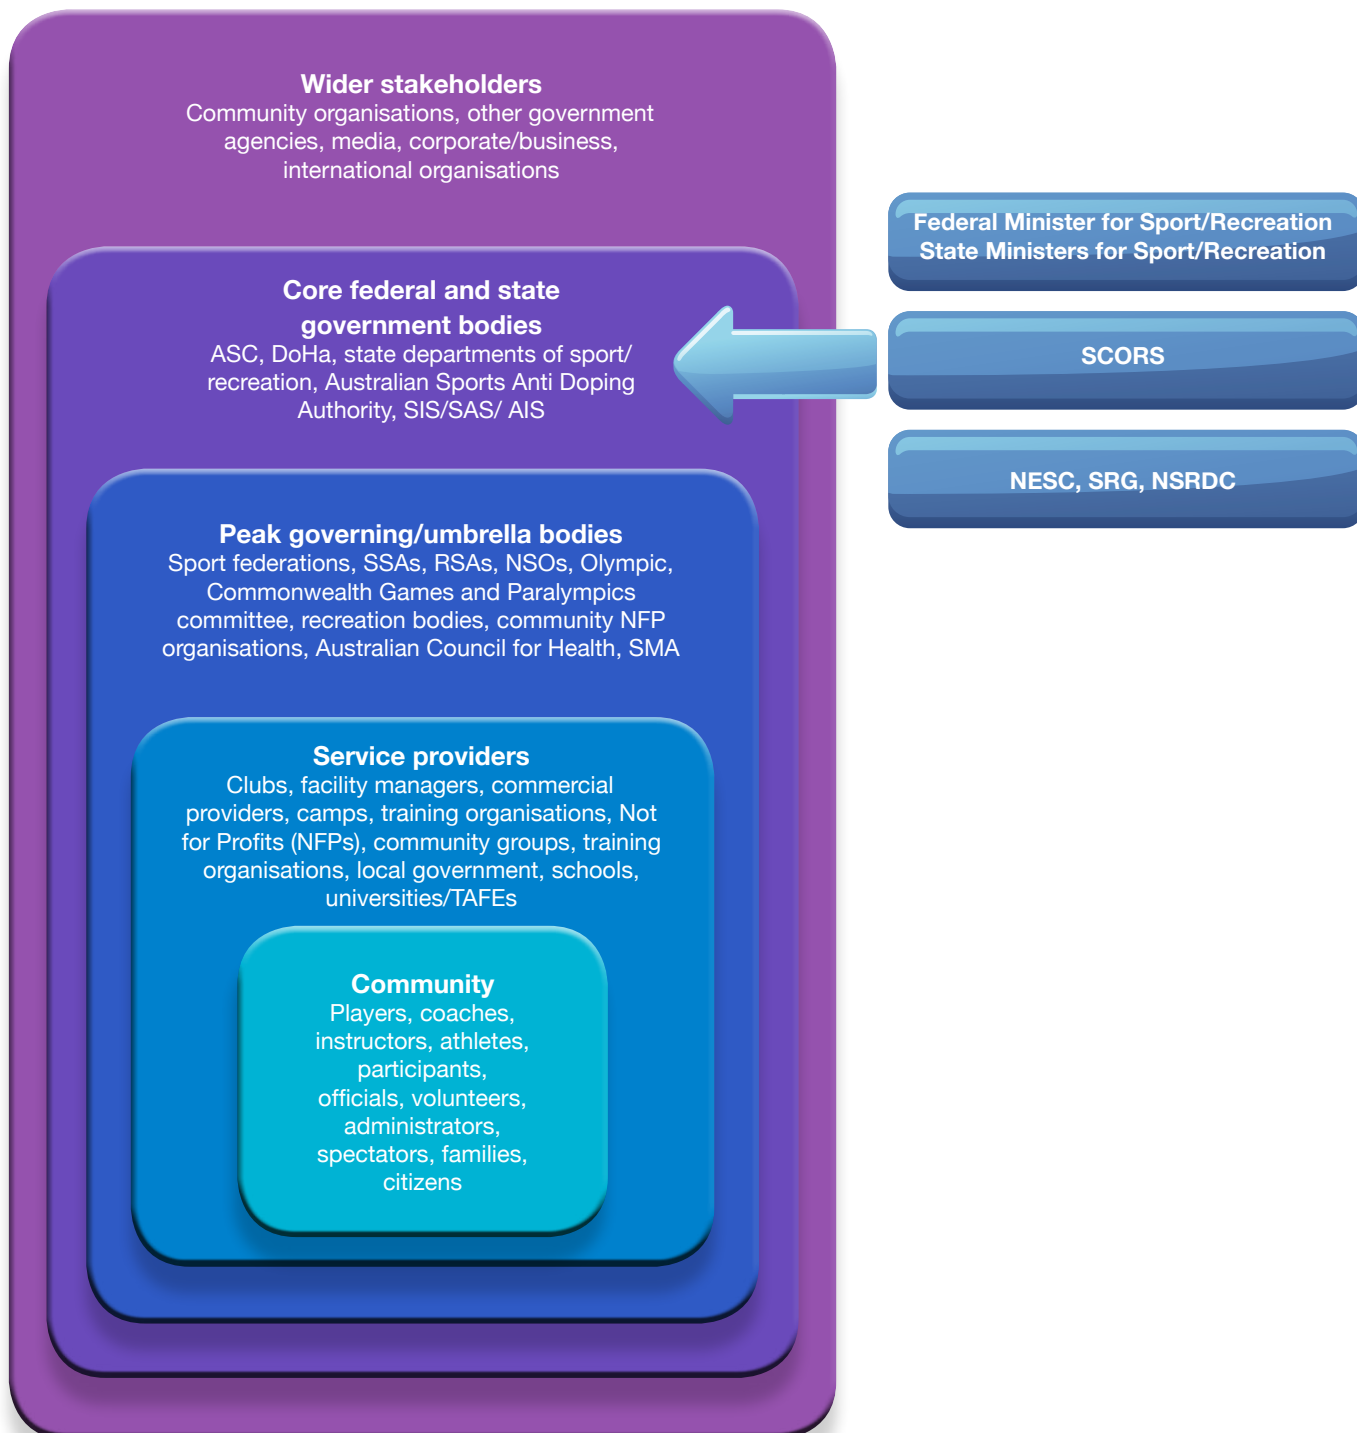 Wider stakeholders
Community organisations, other government
agencies, media, corporate/business,
international organisations
Core federal and state
government bodies
ASC, DoHa, state departments of sport/
recreation, Australian Sports Anti Doping
Authority, SIS/SAS/ AIS
Peak governing/umbrella bodies
Sport federations, SSAs, RSAs, NSOs, Olympic,
Commonwealth Games and Paralympics
committee, recreation bodies, community NFP
organisations, Australian Council for Health, SMA
Service providers
Clubs, facility managers, commercial
providers, camps, training organisations, Not
for Profits (NFPs), community groups, training
organisations, local government, schools,
universities/TAFEs
Community
Players, coaches,
instructors, athletes,
participants,
officials, volunteers,
administrators,
spectators, families,
citizens
Federal Minister for Sport/Recreation
State Ministers for Sport/Recreation
SCORS
NESC, SRG, NSRDC